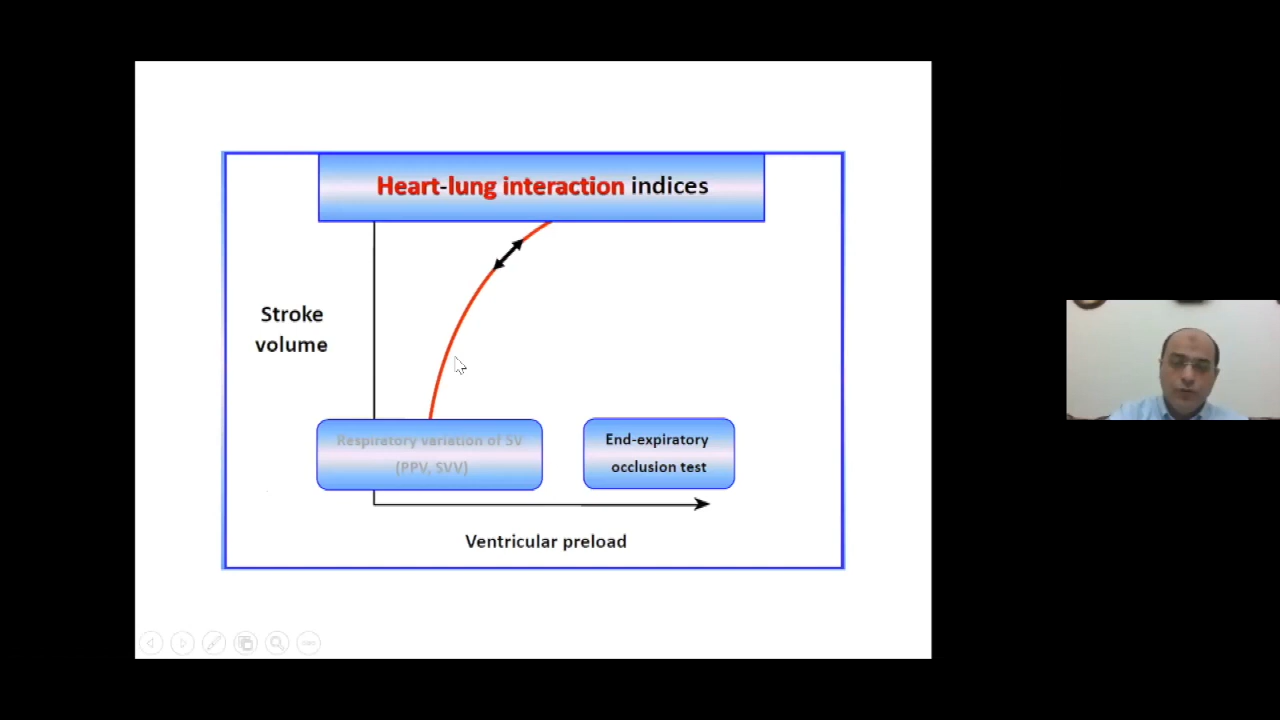 Heart-lung interaction indices
Stroke
volume
Respiratory variation of SV
(PPV, SVV)
End-expiratory
occlusion test
Ventricular preload